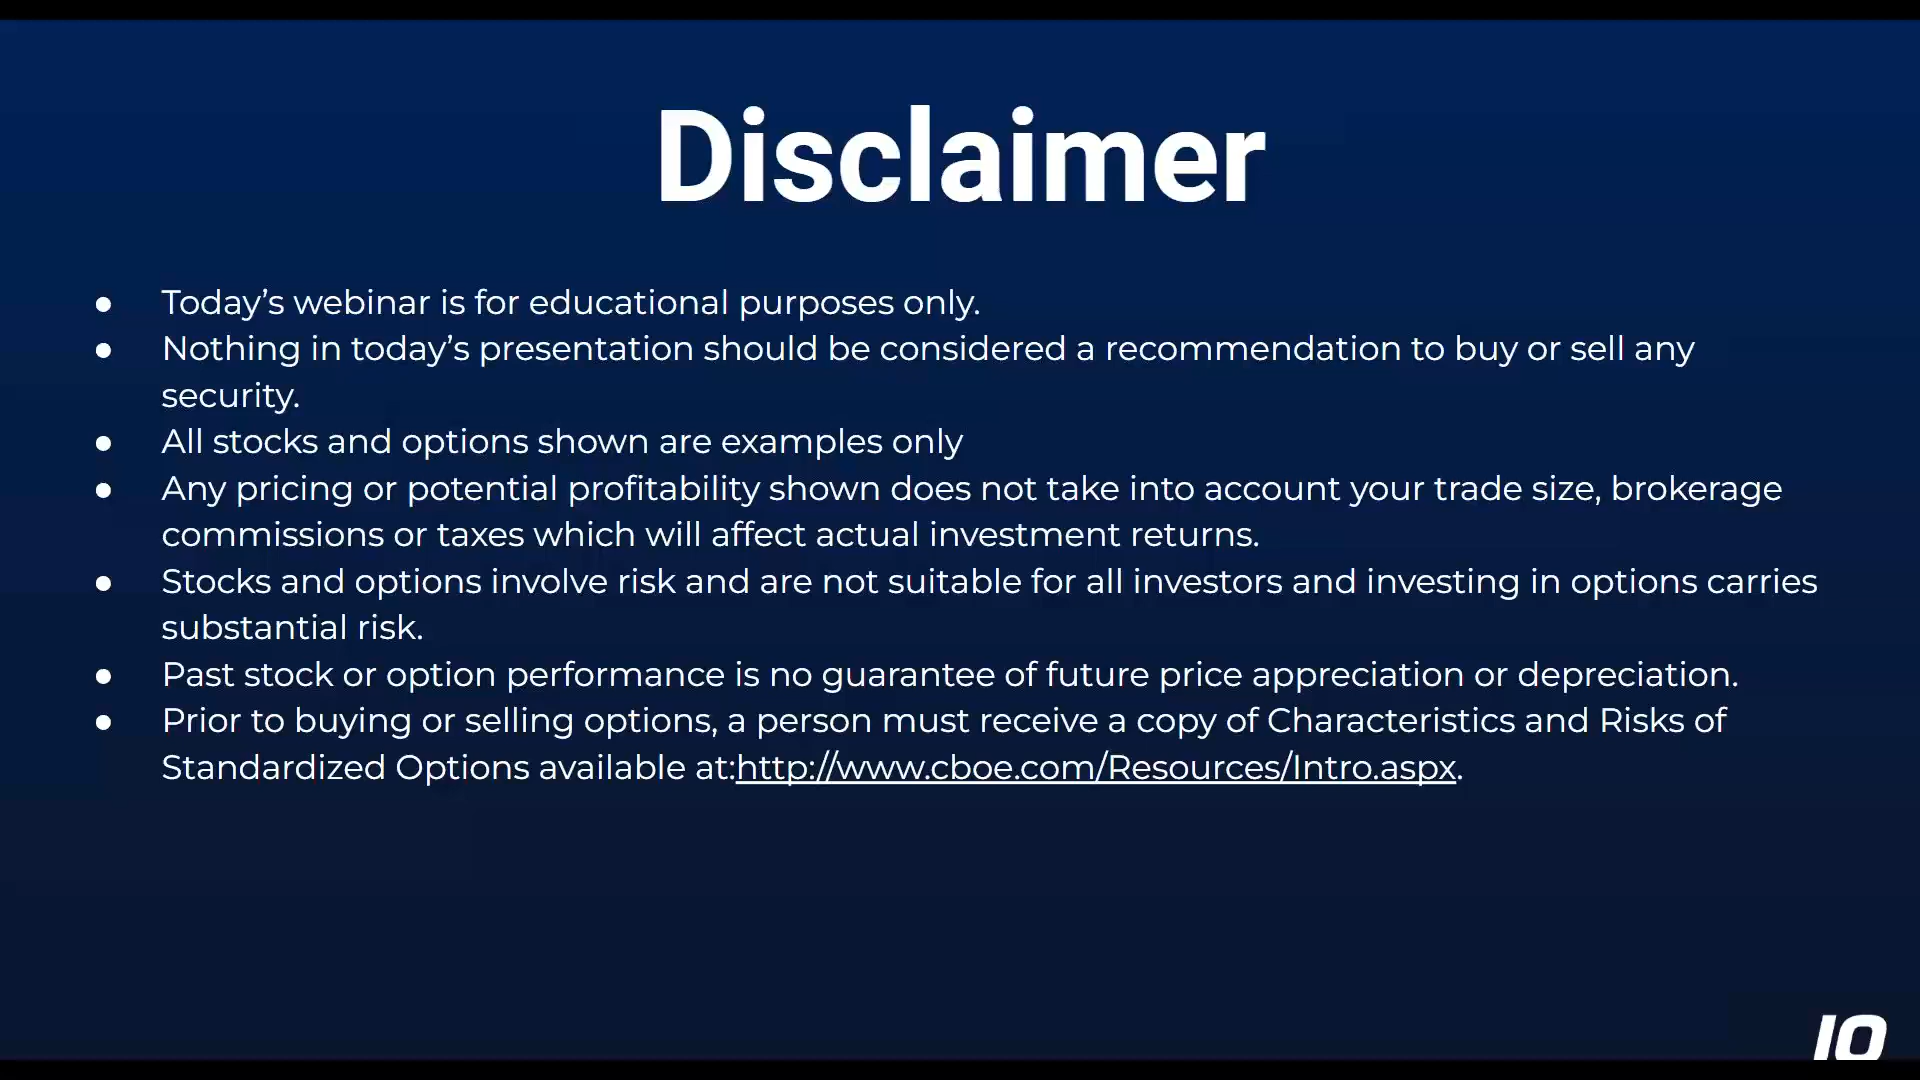 Disclaimer
● Today’s webinar is for educational purposes only.
● Nothing in today’s presentation should be considered a recommendation to buy or sell any
security.
● All stocks and options shown are examples only
● Any pricing or potential profitability shown does not take into account your trade size, brokerage
commissions or taxes which will affect actual investment returns.
● Stocks and options involve risk and are not suitable for all investors and investing in options carries
substantial risk.
● Past stock or option performance is no guarantee of future price appreciation or depreciation.
● Prior to buying or selling options, a person must receive a copy of Characteristics and Risks of
Standardized Options available at:http://www.cboe.com/Resources/Intro.aspx.
IO